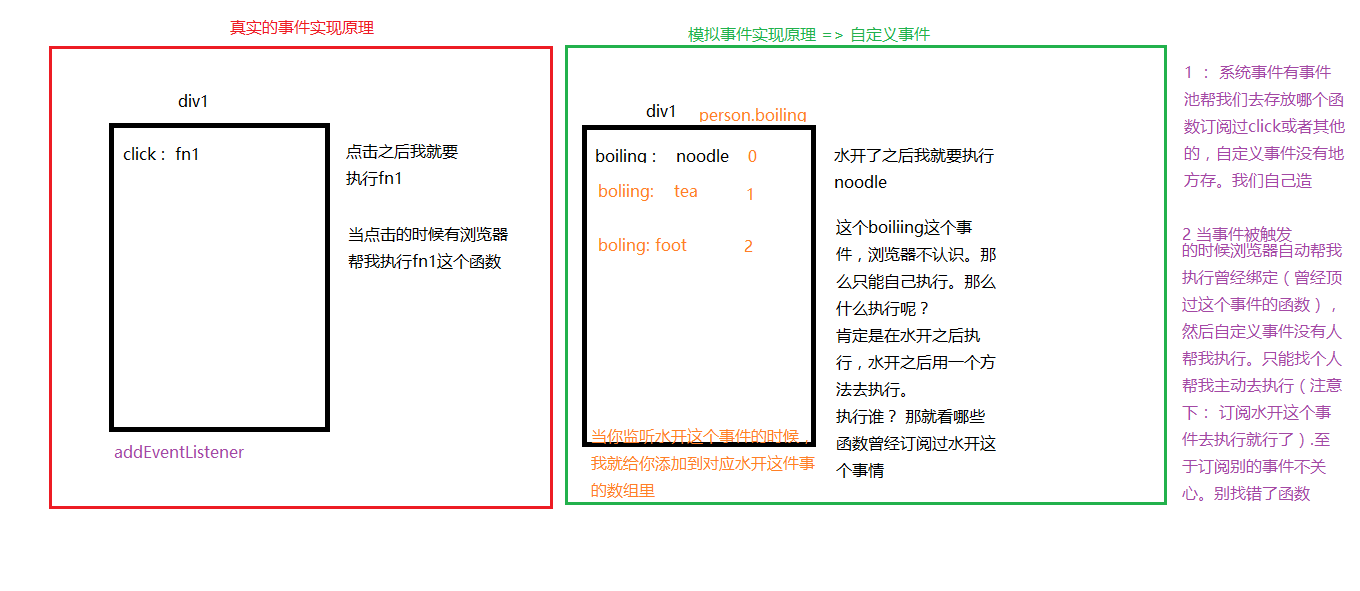 真实的事件实现原理
div1
click： fn1
点击之后我就要
执行fn1
当点击的时候有浏览器
帮我执行fn1这个函数
addEventListener
模拟事件实现原理 => 自定义事件
div1 person.boiling
boiling： noodle 0
boliing: tea 1
boling: foot 2
当你监听水开这个事件的时候，
我就给你添加到对应水开这件事
的数组里
水开了之后我就要执行
noodle
这个boiliing这个事
件，浏览器不认识。那
么只能自己执行。那么
什么执行呢？
肯定是在水开之后执
行，水开之后用一个方
法去执行。
执行谁？ 那就看哪些
函数曾经订阅过水开这
个事情
1 ： 系统事件有事件
池帮我们去存放哪个函
数订阅过click或者其他
的，自定义事件没有地
方存。我们自己造
2 当事件被触发
的时候浏览器自动帮我
执行曾经绑定（曾经顶
过这个事件的函数），
然后自定义事件没有人
帮我执行。只能找个人
帮我主动去执行（注意
下： 订阅水开这个事
件去执行就行了）.至
于订阅别的事件不关
心。别找错了函数